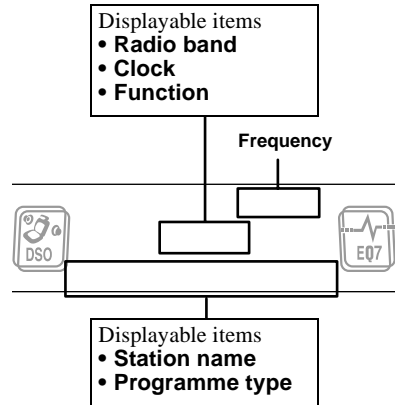 Displayable items
• Radio band
• Clock
• Function
Frequency
DSO
EQ7
Displayable items
• Station name
• Programme type